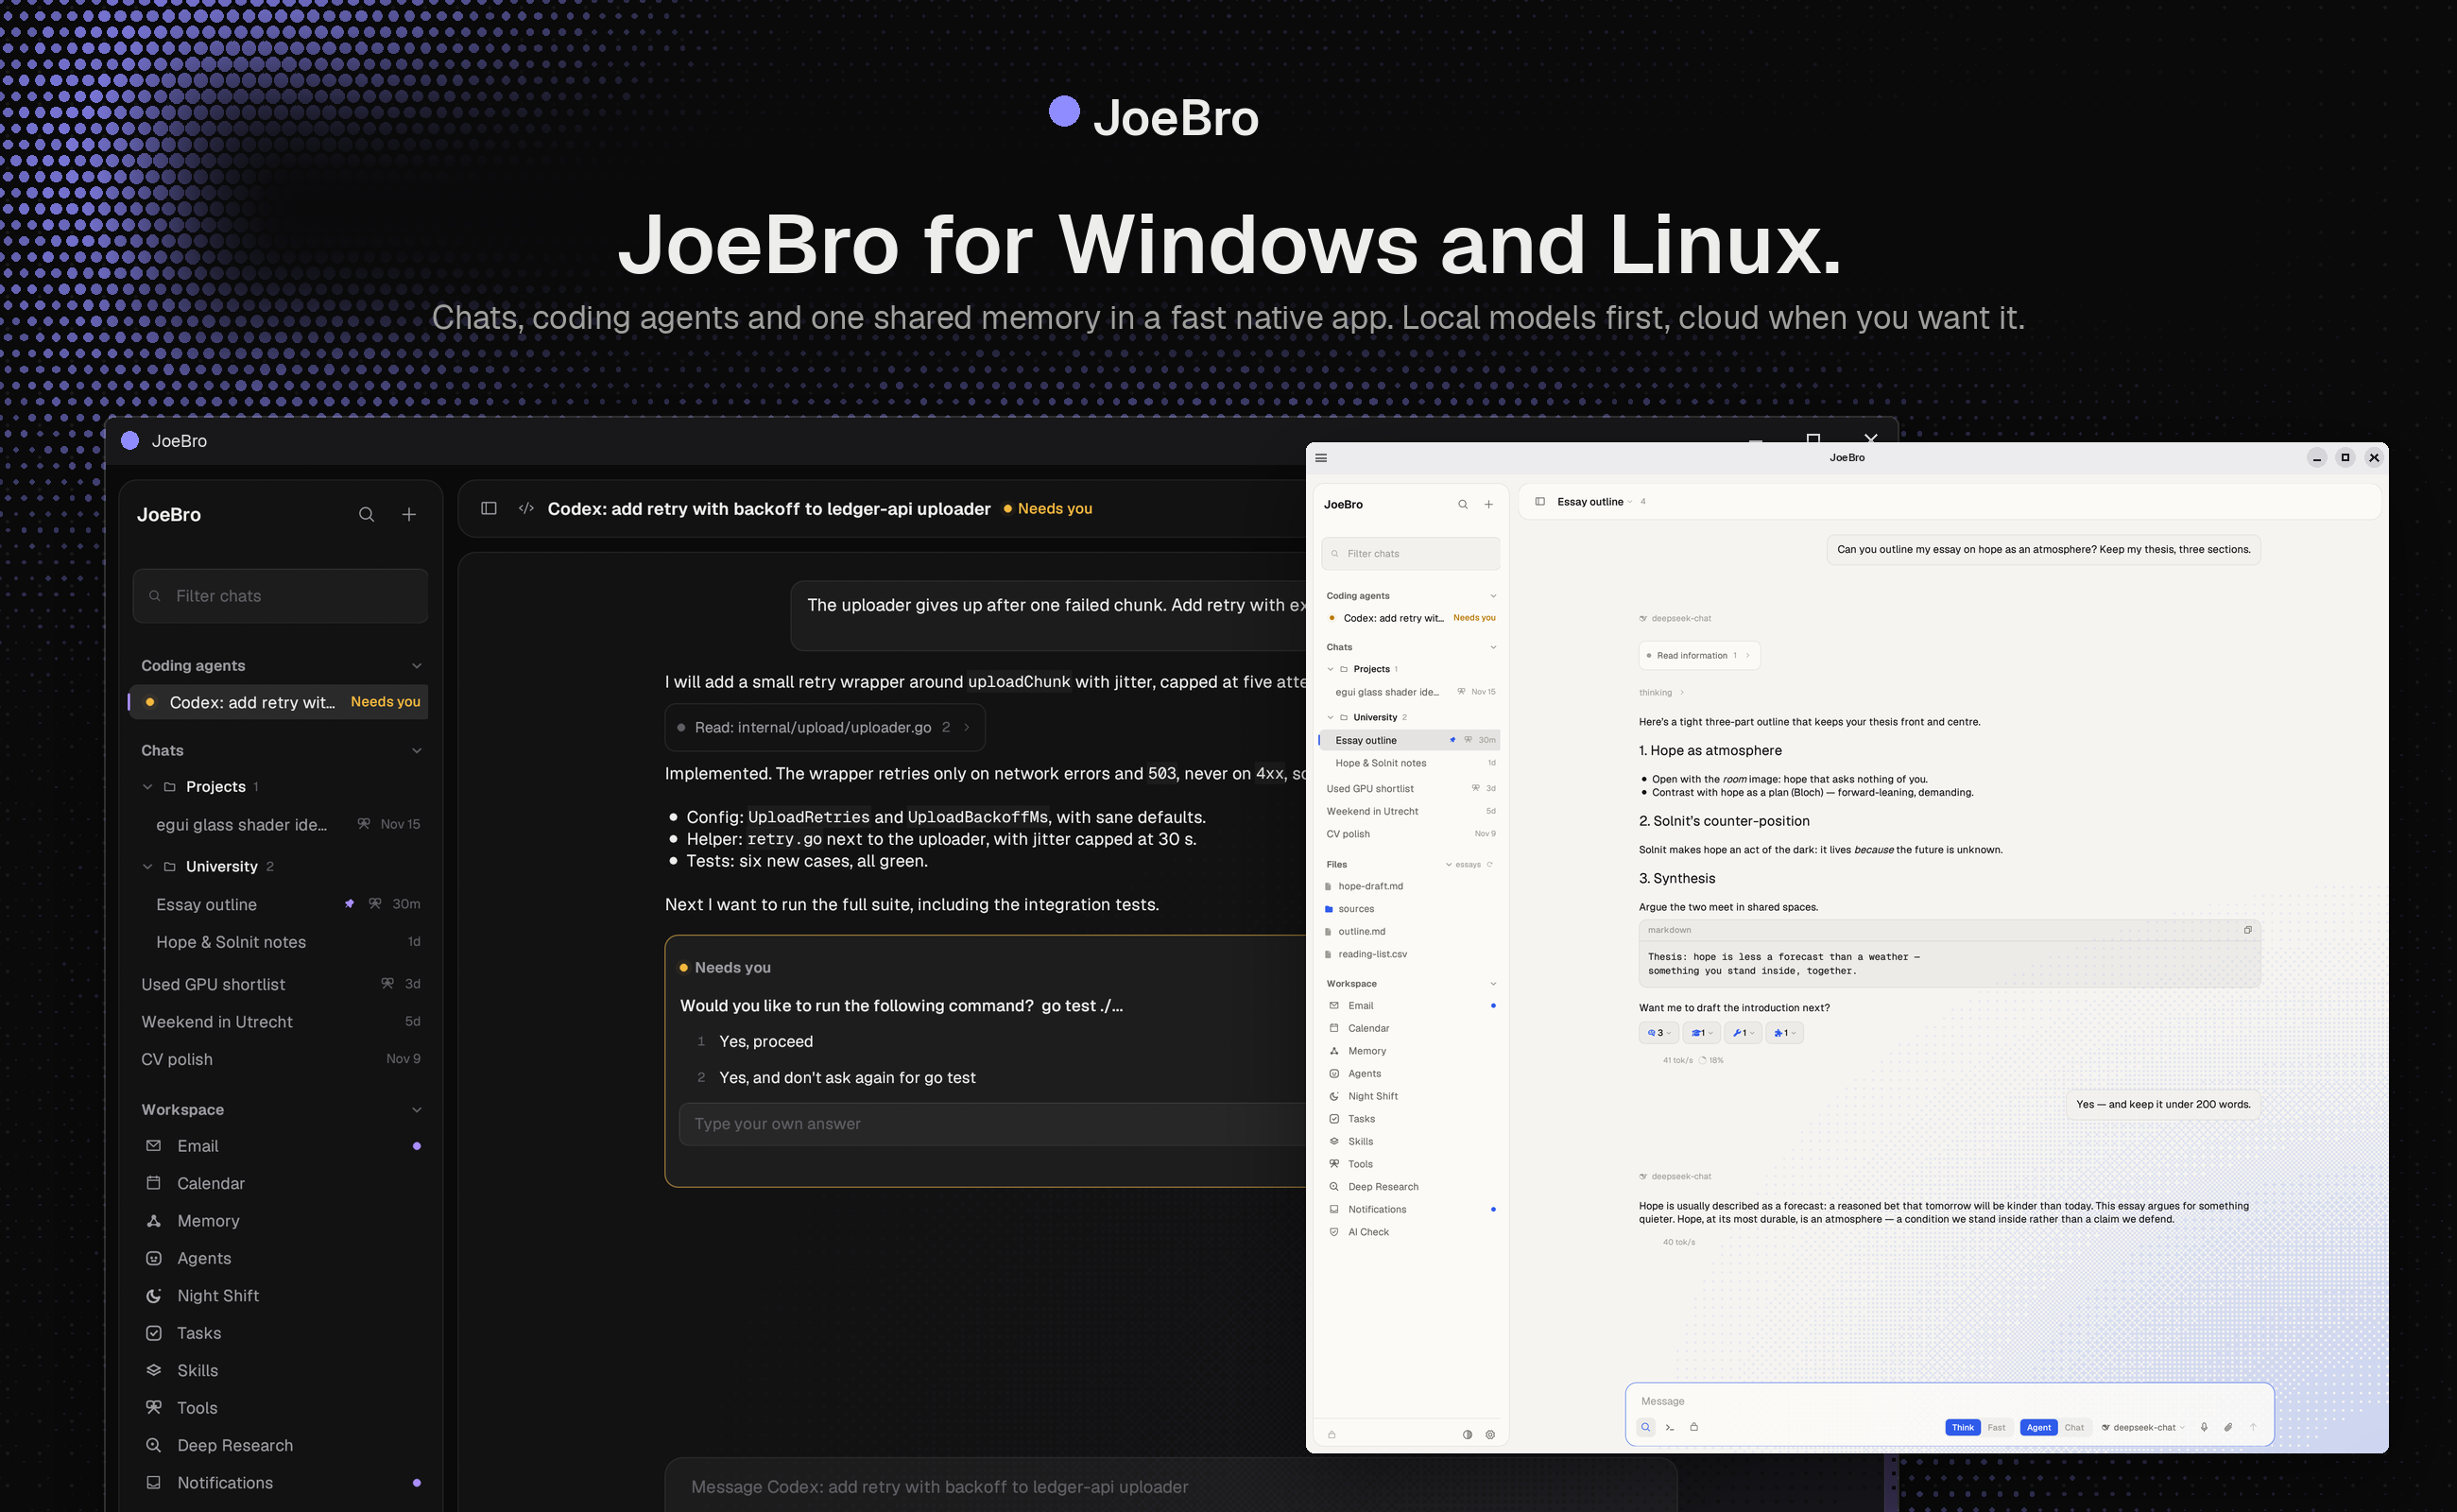 JoeBro
JoeBro for Windows and Linux.
Chats, coding agents and one shared memory in a fast native app. Local models first, cloud when you want it.
JoeBro
JoeBro
Filter chats
Coding agents
Codex: add retry wit... Needs you
Chats
Projects 1
egui glass shader ide... Nov 15
University 2
Essay outline 30m
Hope & Solnit notes 1d
Used GPU shortlist 3d
Weekend in Utrecht 5d
CV polish Nov 9
Workspace
Email
Calendar
Memory
Agents
Night Shift
Tasks
Skills
Tools
Deep Research
Notifications
Codex: add retry with backoff to ledger-api uploader Needs you
The uploader gives up after one failed chunk. Add retry with ex
I will add a small retry wrapper around uploadChunk with jitter, capped at five atte
Read: internal/upload/uploader.go 2
Implemented. The wrapper retries only on network errors and 503, never on 4xx, so
Config: UploadRetries and UploadBackoffMs, with sane defaults.
Helper: retry.go next to the uploader, with jitter capped at 30 s.
Tests: six new cases, all green.
Next I want to run the full suite, including the integration tests.
Needs you
Would you like to run the following command? go test ./...
1 Yes, proceed
2 Yes, and don't ask again for go test
Type your own answer
Message Codex: add retry with backoff to ledger-api uploader
JoeBro
JoeBro
Filter chats
Coding agents
Codex: add retry wit... Needs you
Chats
Projects 1
egui glass shader ide... Nov 15
University 2
Essay outline 30m
Hope & Solnit notes 1d
Used GPU shortlist 3d
Weekend in Utrecht 5d
CV polish Nov 9
Files essays
hope-draft.md
sources
outline.md
reading-list.csv
Workspace
Email
Calendar
Memory
Agents
Night Shift
Tasks
Skills
Tools
Deep Research
Notifications
AI Check
Essay outline 4
Can you outline my essay on hope as an atmosphere? Keep my thesis, three sections.
deepseek-chat
Read information 1
thinking
Here's a tight three-part outline that keeps your thesis front and centre.
1. Hope as atmosphere
Open with the room image: hope that asks nothing of you.
Contrast with hope as a plan (Bloch) — forward-leaning, demanding.
2. Solnit's counter-position
Solnit makes hope an act of the dark: it lives because the future is unknown.
3. Synthesis
Argue the two meet in shared spaces.
markdown
Thesis: hope is less a forecast than a weather —
something you stand inside, together.
Want me to draft the introduction next?
3 1 1 1
41 tok/s 18%
Yes — and keep it under 200 words.
deepseek-chat
Hope is usually described as a forecast: a reasoned bet that tomorrow will be kinder than today. This essay argues for something
quieter. Hope, at its most durable, is an atmosphere — a condition we stand inside rather than a claim we defend.
40 tok/s
Message
Think Fast Agent Chat deepseek-chat